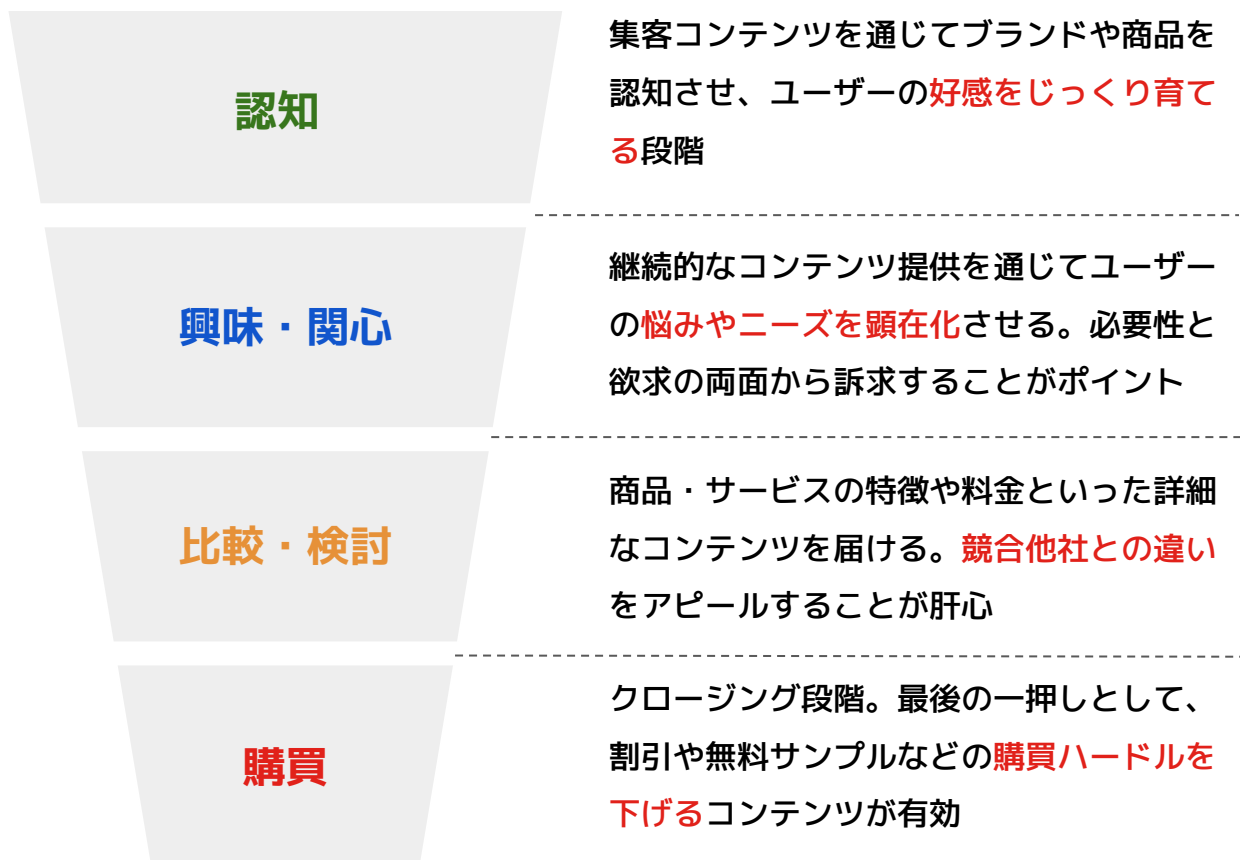 認知
集客コンテンツを通じてブランドや商品を
認知させ、ユーザーの好感をじっくり育て
る段階
興味・関心
継続的なコンテンツ提供を通じてユーザー
の悩みやニーズを顕在化させる。必要性と
欲求の両面から訴求することがポイント
比較・検討
商品・サービスの特徴や料金といった詳細
なコンテンツを届ける。競合他社との違い
をアピールすることが肝心
購買
クロージング段階。最後の一押しとして、
割引や無料サンプルなどの購買ハードルを
下げるコンテンツが有効